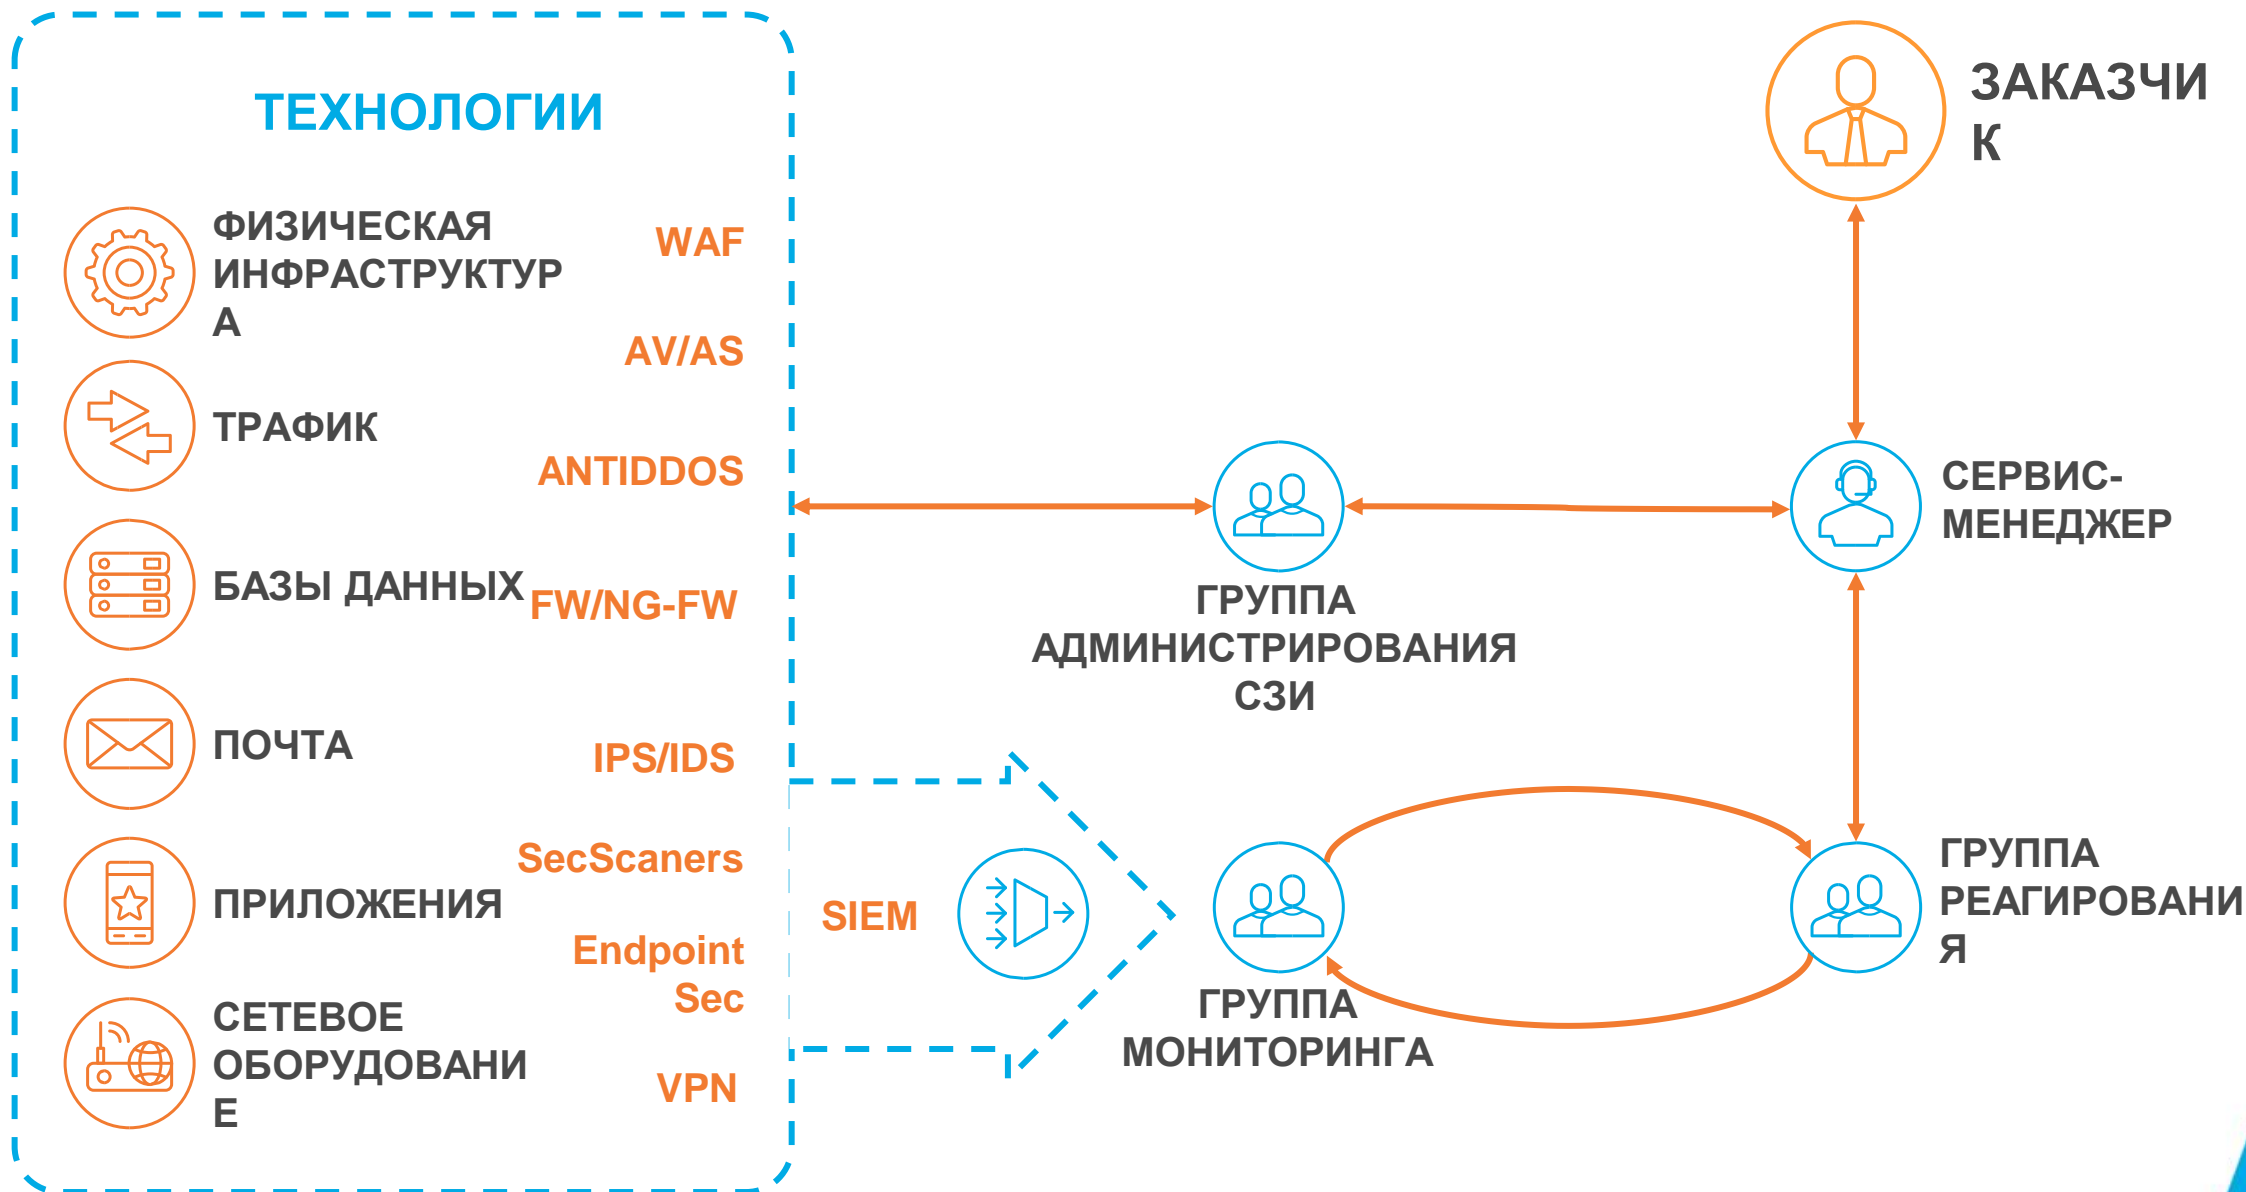 ТЕХНОЛОГИИ
ФИЗИЧЕСКАЯ
ИНФРАСТРУКТУР
А
ТРАФИК
БАЗЫ ДАННЫХ
ПОЧТА
ПРИЛОЖЕНИЯ
СЕТЕВОЕ
ОБОРУДОВАНИ
Е
WAF
AV/AS
ANTIDDOS
FW/NG-FW
IPS/IDS
SecScaners
Endpoint
Sec
VPN
SIEM
ГРУППА
АДМИНИСТРИРОВАНИЯ
СЗИ
ГРУППА
МОНИТОРИНГА
ЗАКАЗЧИ
К
СЕРВИС-
МЕНЕДЖЕР
ГРУППА
РЕАГИРОВАНИ
Я